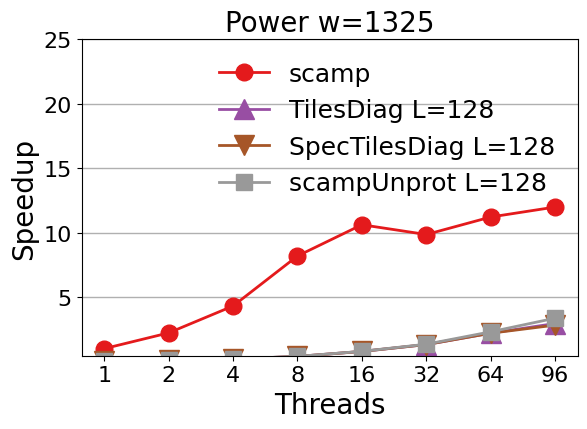 Power w=1325
25
20
15
10
5
Speedup
scamp
TilesDiag L=128
SpecTilesDiag L=128
scampUnprot L=128
1 2 4 8 16 32 64 96
Threads